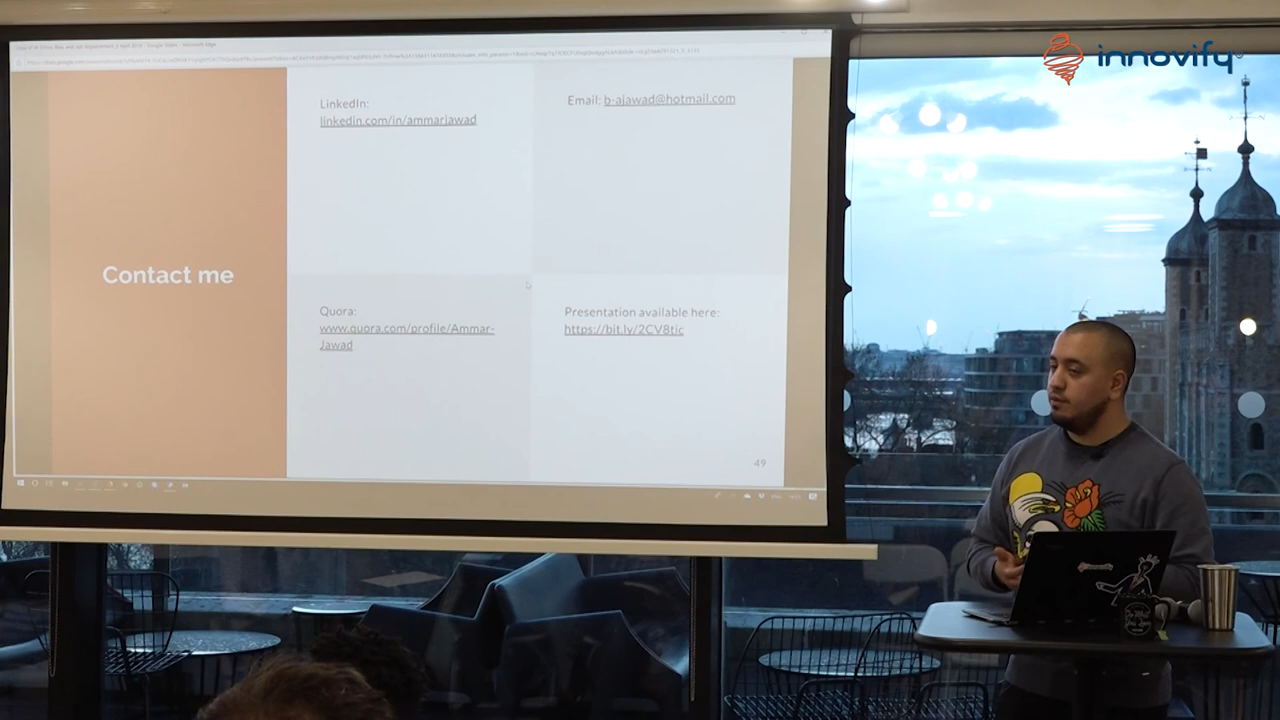 innovify
LinkedIn:
linkedin.com/in/ammarjawad
Email: b-ajawad@hotmail.com
Contact me
Quora:
www.quora.com/profile/Ammar-
Jawad
Presentation available here:
https://bit.ly/2CV8tic
49